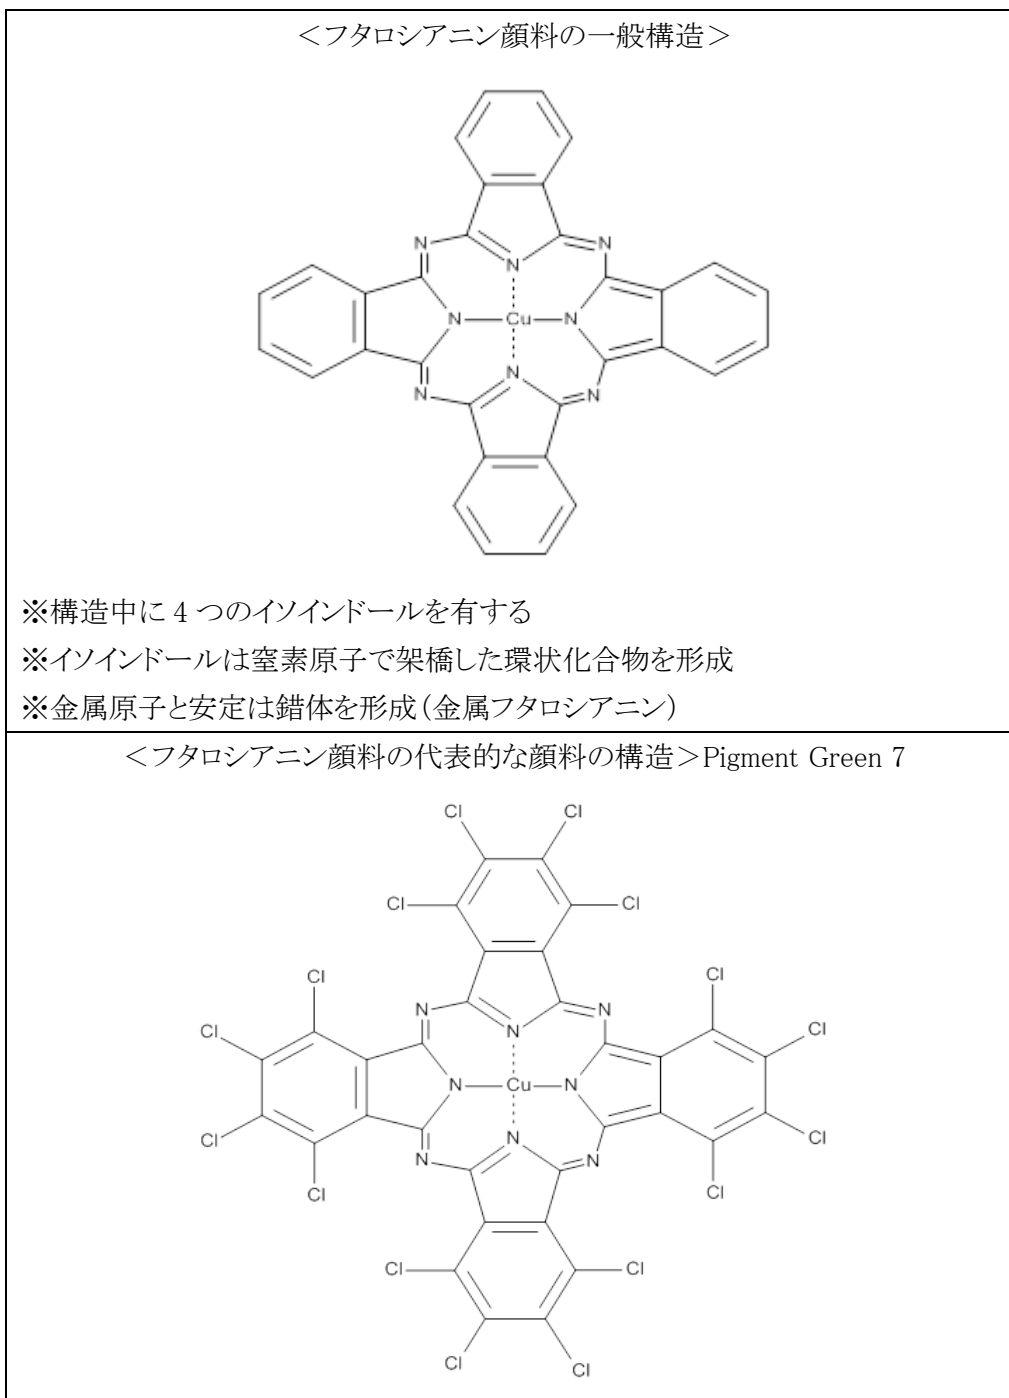 ＜フタロシアニン顔料の一般構造＞
N
N
N
N
Cu
N
N
N
N
※構造中に 4 つのイソインドールを有する
※イソインドールは窒素原子で架橋した環状化合物を形成
※金属原子と安定は錯体を形成（金属フタロシアニン）
＜フタロシアニン顔料の代表的な顔料の構造＞Pigment Green 7
Cl Cl
Cl Cl
Cl Cl
Cl Cl
N N
N
N Cu N
N
N N
Cl Cl
Cl Cl
Cl Cl
Cl Cl